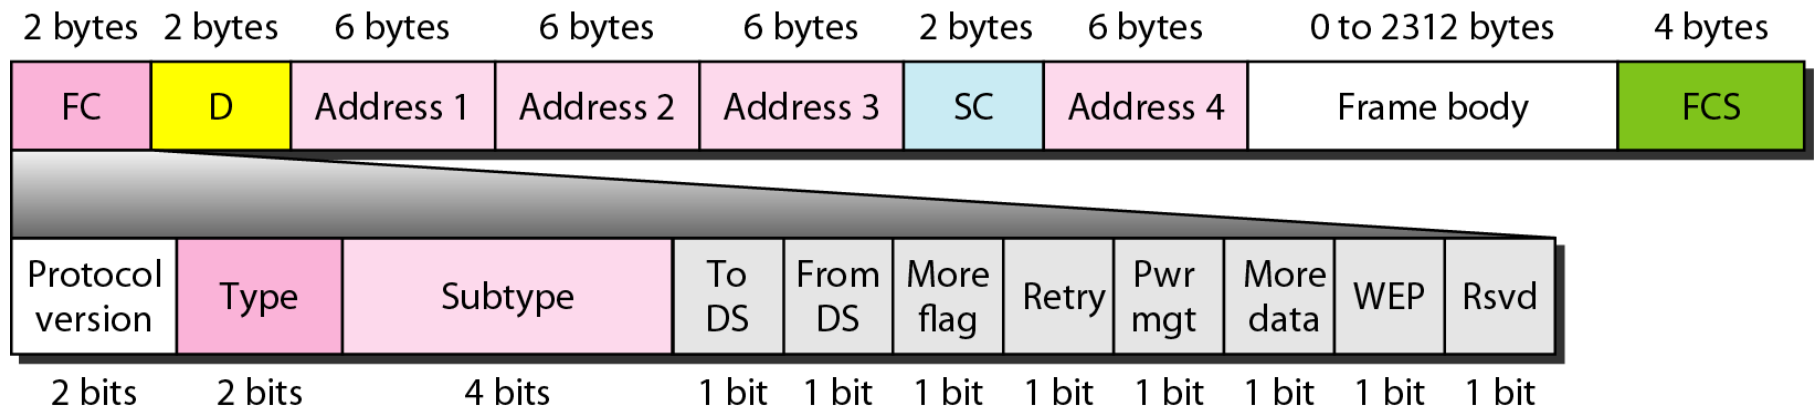 2 bytes 2 bytes 6 bytes 6 bytes 6 bytes 2 bytes 6 bytes 0 to 2312 bytes 4 bytes
FC D Address 1 Address 2 Address 3 SC Address 4 Frame body FCS
Protocol version Type Subtype To DS From DS More flag Retry Pwr mgt More data WEP Rsvd
2 bits 2 bits 4 bits 1 bit 1 bit 1 bit 1 bit 1 bit 1 bit 1 bit 1 bit